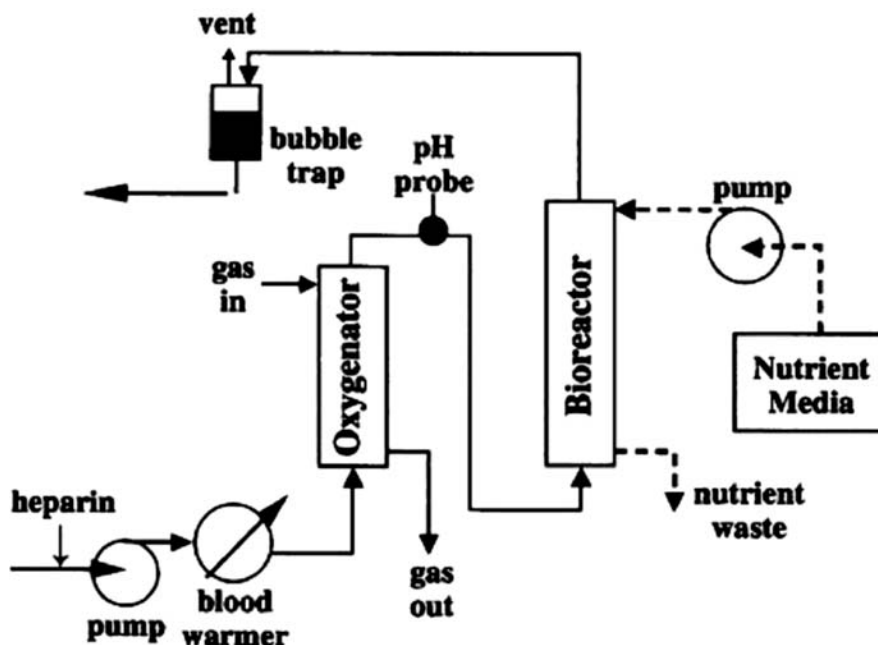 vent
bubble
trap
pH
probe
pump
gas
in
Oxygenator
Bioreactor
Nutrient
Media
heparin
nutrient
waste
gas
out
pump
blood
warmer